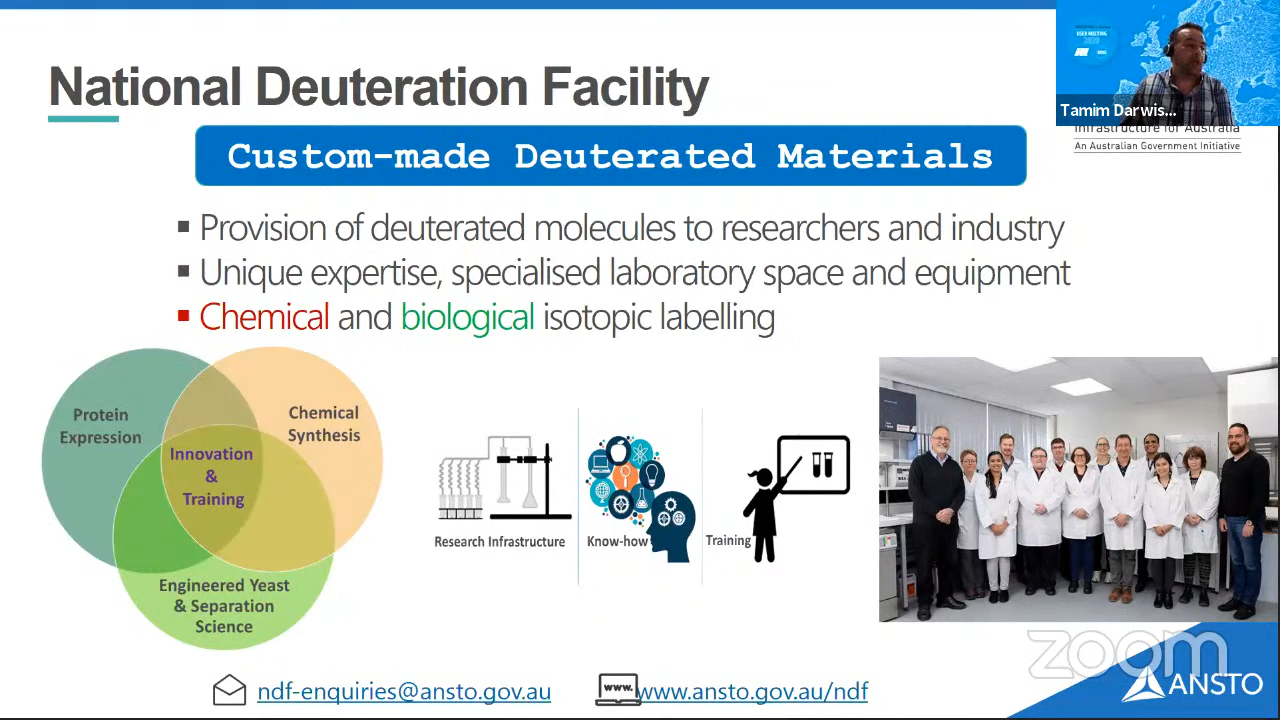 USER MEETING
2020
Tamim Darwis...
National Deuteration Facility
Infrastructure for Australia
An Australian Government Initiative
Custom-made Deuterated Materials
▪ Provision of deuterated molecules to researchers and industry
▪ Unique expertise, specialised laboratory space and equipment
▪ Chemical and biological isotopic labelling
Protein
Expression
Chemical
Synthesis
Innovation
&
Training
Engineered Yeast
& Separation
Science
Research Infrastructure
Know-how
Training
ndf-enquiries@ansto.gov.au
www.
www.ansto.gov.au/ndf
zoom
ANSTO